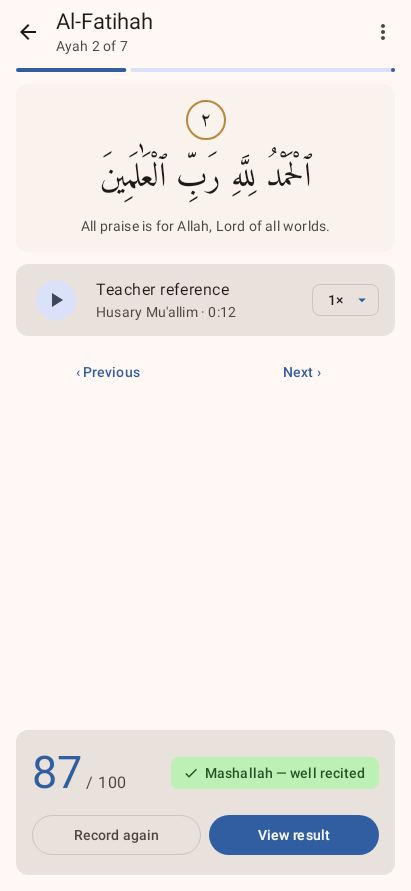 Al-Fatihah
Ayah 2 of 7
٢
ٱلْحَمْدُ لِلَّهِ رَبِّ ٱلْعَٰلَمِينَ
All praise is for Allah, Lord of all worlds.
Teacher reference
Husary Mu'allim · 0:12
1×
‹ Previous
Next ›
87 / 100
Mashallah — well recited
Record again
View result